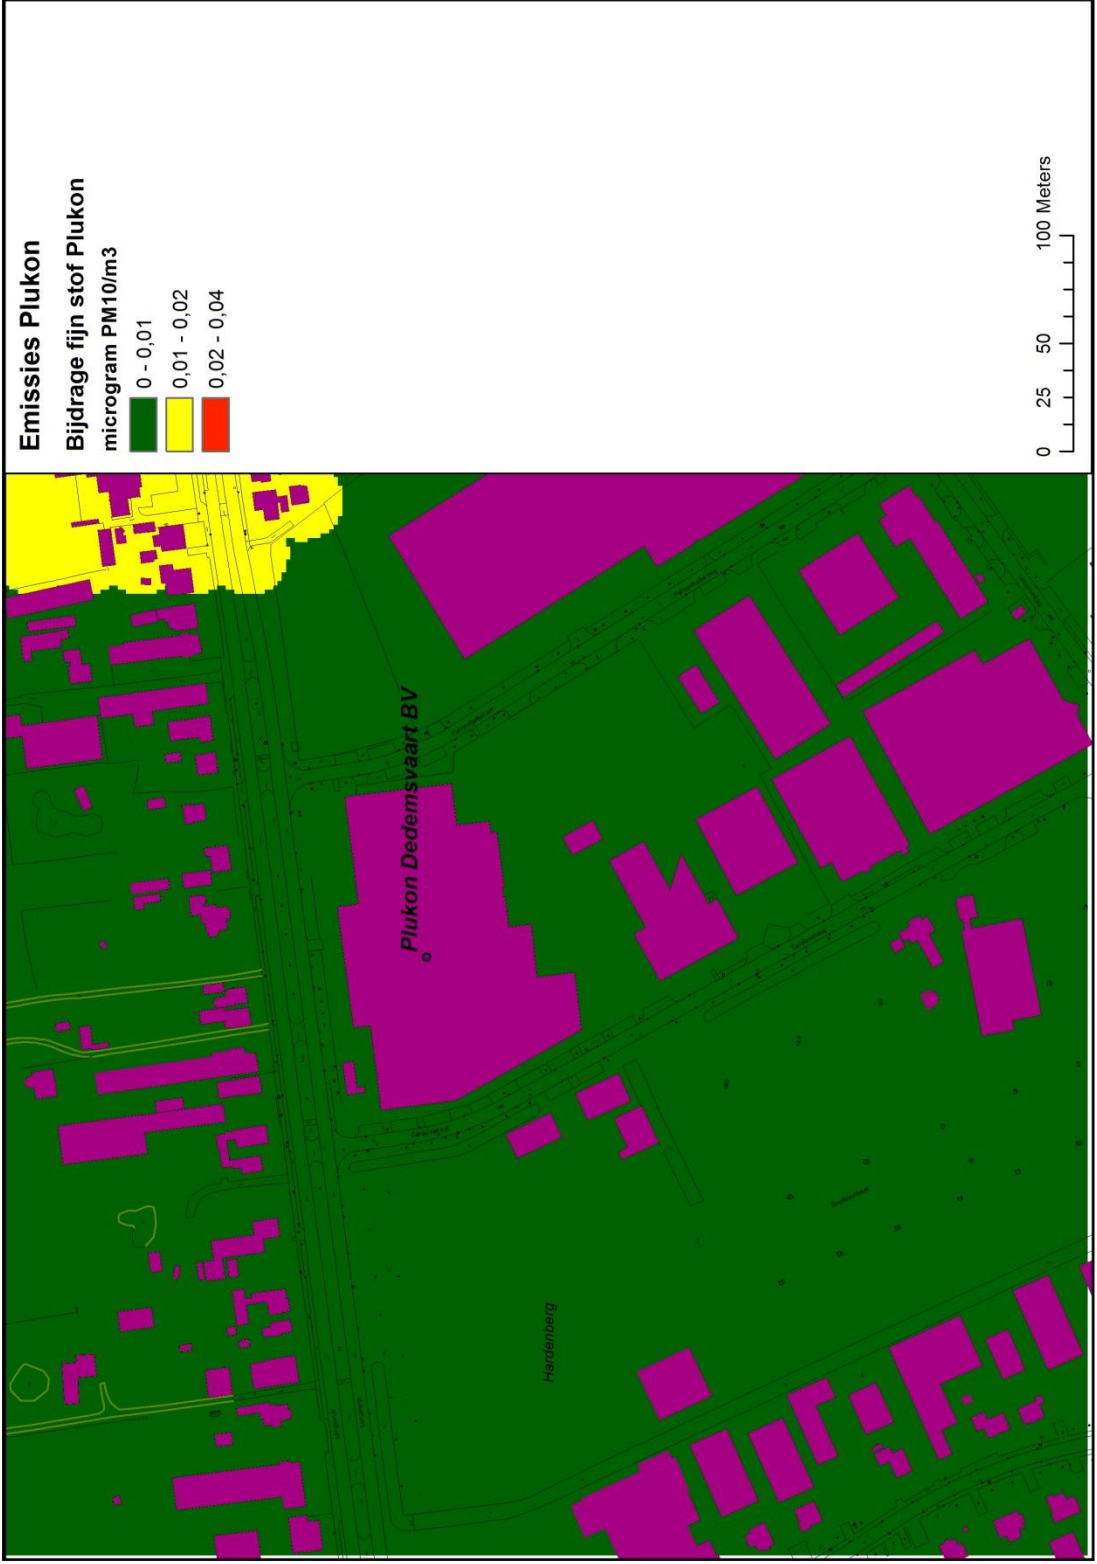 Emissies Plukon
Bijdrage fijn stof Plukon
microgram PM10/m3
0 - 0,01
0,01 - 0,02
0,02 - 0,04
Plukon Dedemsvaart BV
Hardenberg
0 25 50 100 Meters